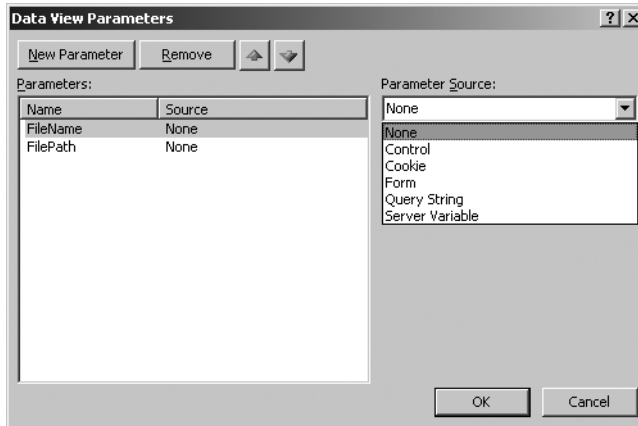 Data View Parameters
New Parameter
Remove
Parameters:
Name Source
FileName None
FilePath None
Parameter Source:
None
None
Control
Cookie
Form
Query String
Server Variable
OK
Cancel